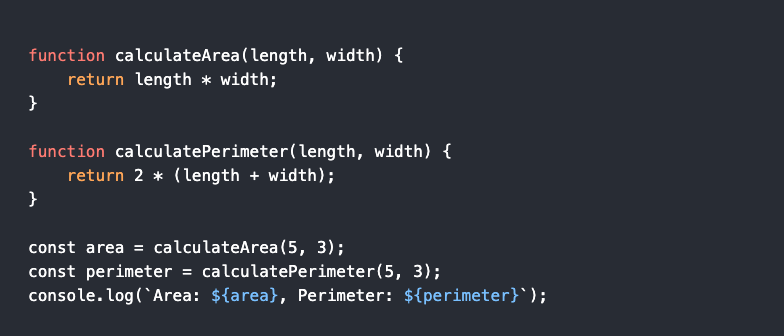 function calculateArea(length, width) {
    return length * width;
}

function calculatePerimeter(length, width) {
    return 2 * (length + width);
}

const area = calculateArea(5, 3);
const perimeter = calculatePerimeter(5, 3);
console.log(`Area: ${area}, Perimeter: ${perimeter}`);